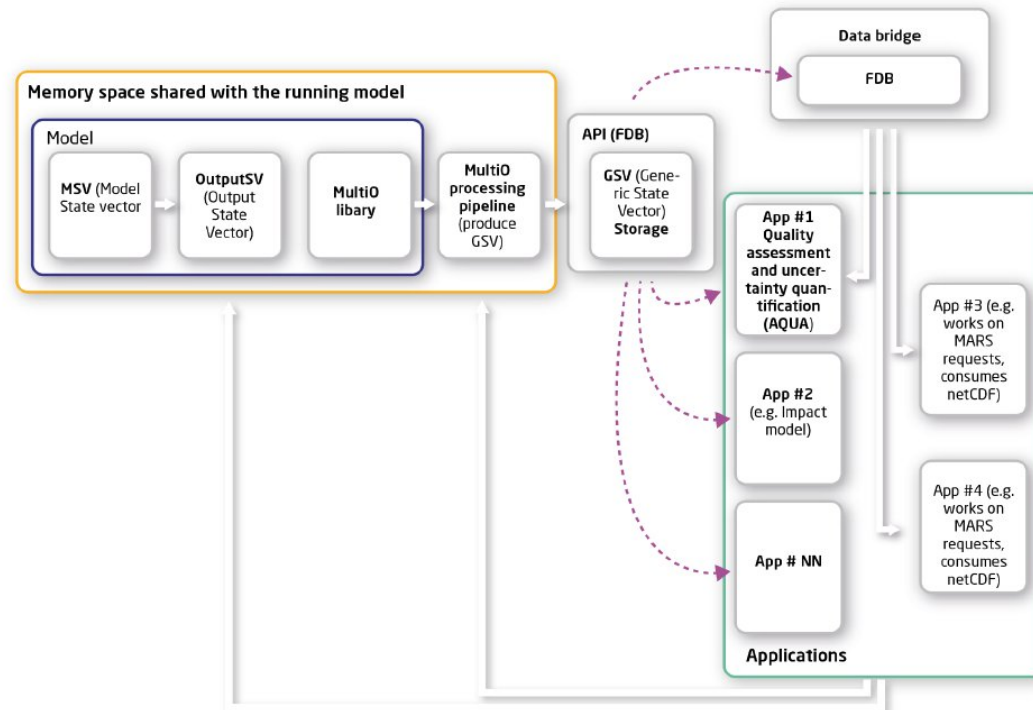 Data bridge
FDB
Memory space shared with the running model
Model
MSV (Model
State vector)
OutputSV
(Output
State
Vector)
MultiO
libary
MultiO
processing
pipeline
(produce
GSV)
API (FDB)
GSV (Gene-
ric State
Vector)
Storage
App #1
Quality
assessment
and uncer-
tainty quan-
tification
(AQUA)
App #2
(e.g. Impact
model)
App # NN
App #3 (e.g.
works on
MARS
requests,
consumes
netCDF)
App #4 (e.g.
works on
MARS
requests,
consumes
netCDF)
Applications